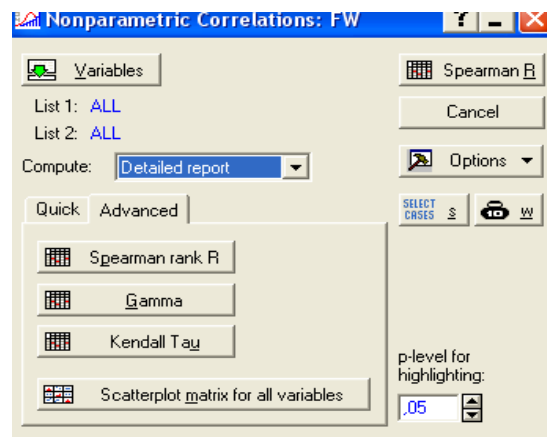 Nonparametric Correlations: FW
Variables
Spearman R
List 1: ALL
Cancel
List 2: ALL
Compute: Detailed report
Options
Quick Advanced
SELECT CASES S W
Spearman rank R
Gamma
Kendall Tau
p-level for
highlighting:
Scatterplot matrix for all variables
,05